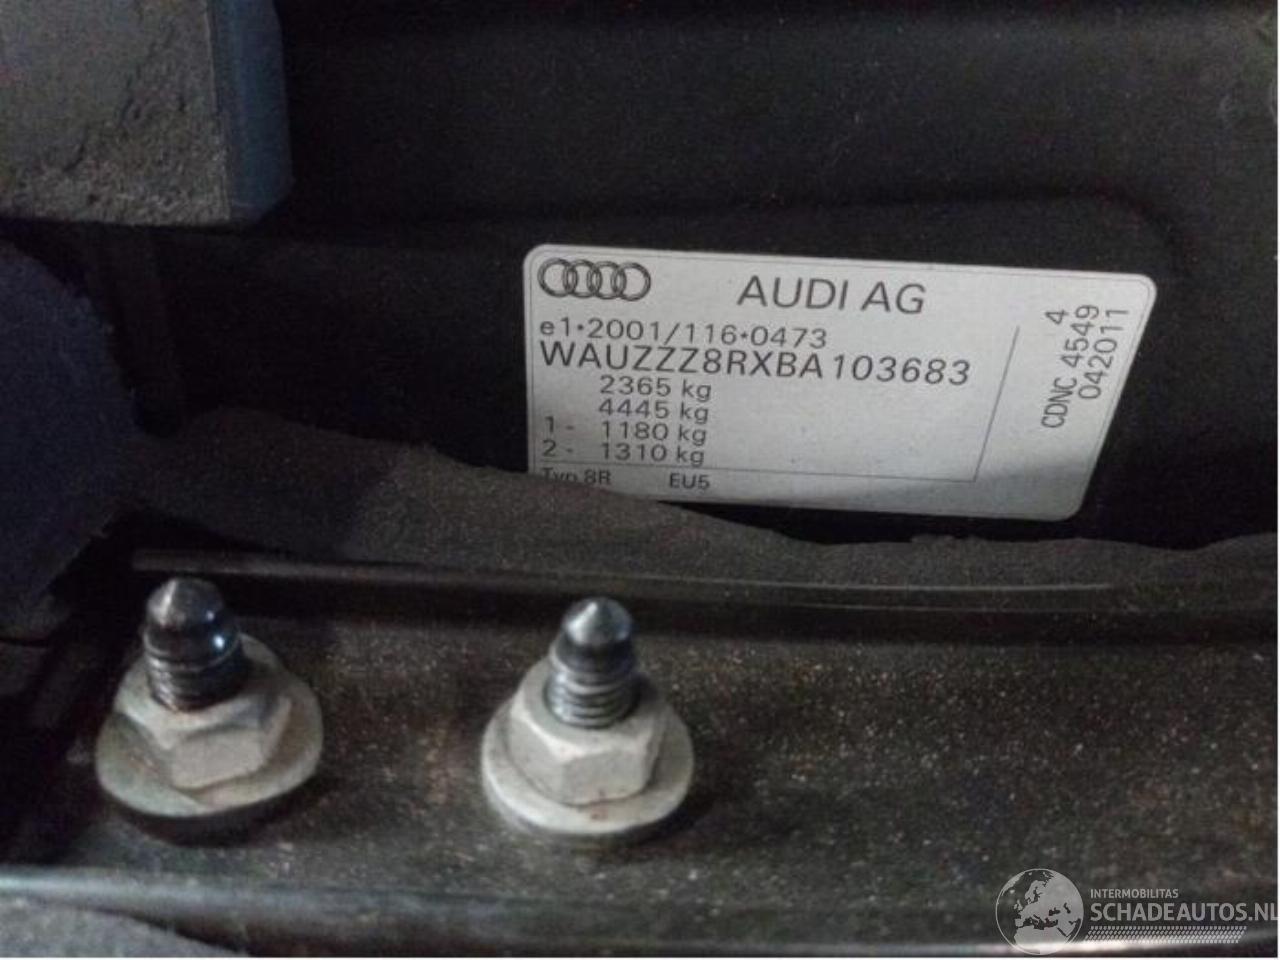 AUDI AG
e1*2001/116*0473
WAUZZZ8RXBA103683
2365 kg
4445 kg
1 - 1180 kg
2 - 1310 kg
Typ 8R EU5
4
CDNC 4549
042011
INTERMOBILITAS
SCHADEAUTOS.NL